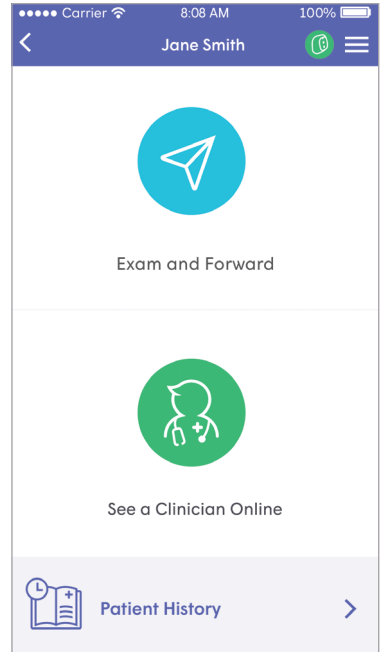 Carrier 8:08 AM 100%
Jane Smith
Exam and Forward
See a Clinician Online
Patient History